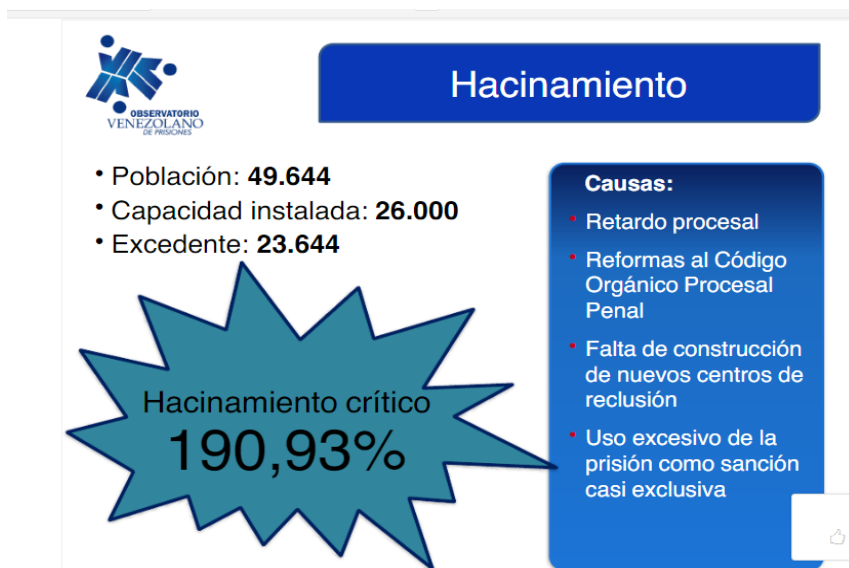 OBSERVATORIO
VENEZOLANO
DE PRISIONES
Hacinamiento
• Población: 49.644
• Capacidad instalada: 26.000
• Excedente: 23.644
Hacinamiento crítico
190,93%
Causas:
• Retardo procesal
• Reformas al Código
Orgánico Procesal
Penal
• Falta de construcción
de nuevos centros de
reclusión
• Uso excesivo de la
prisión como sanción
casi exclusiva